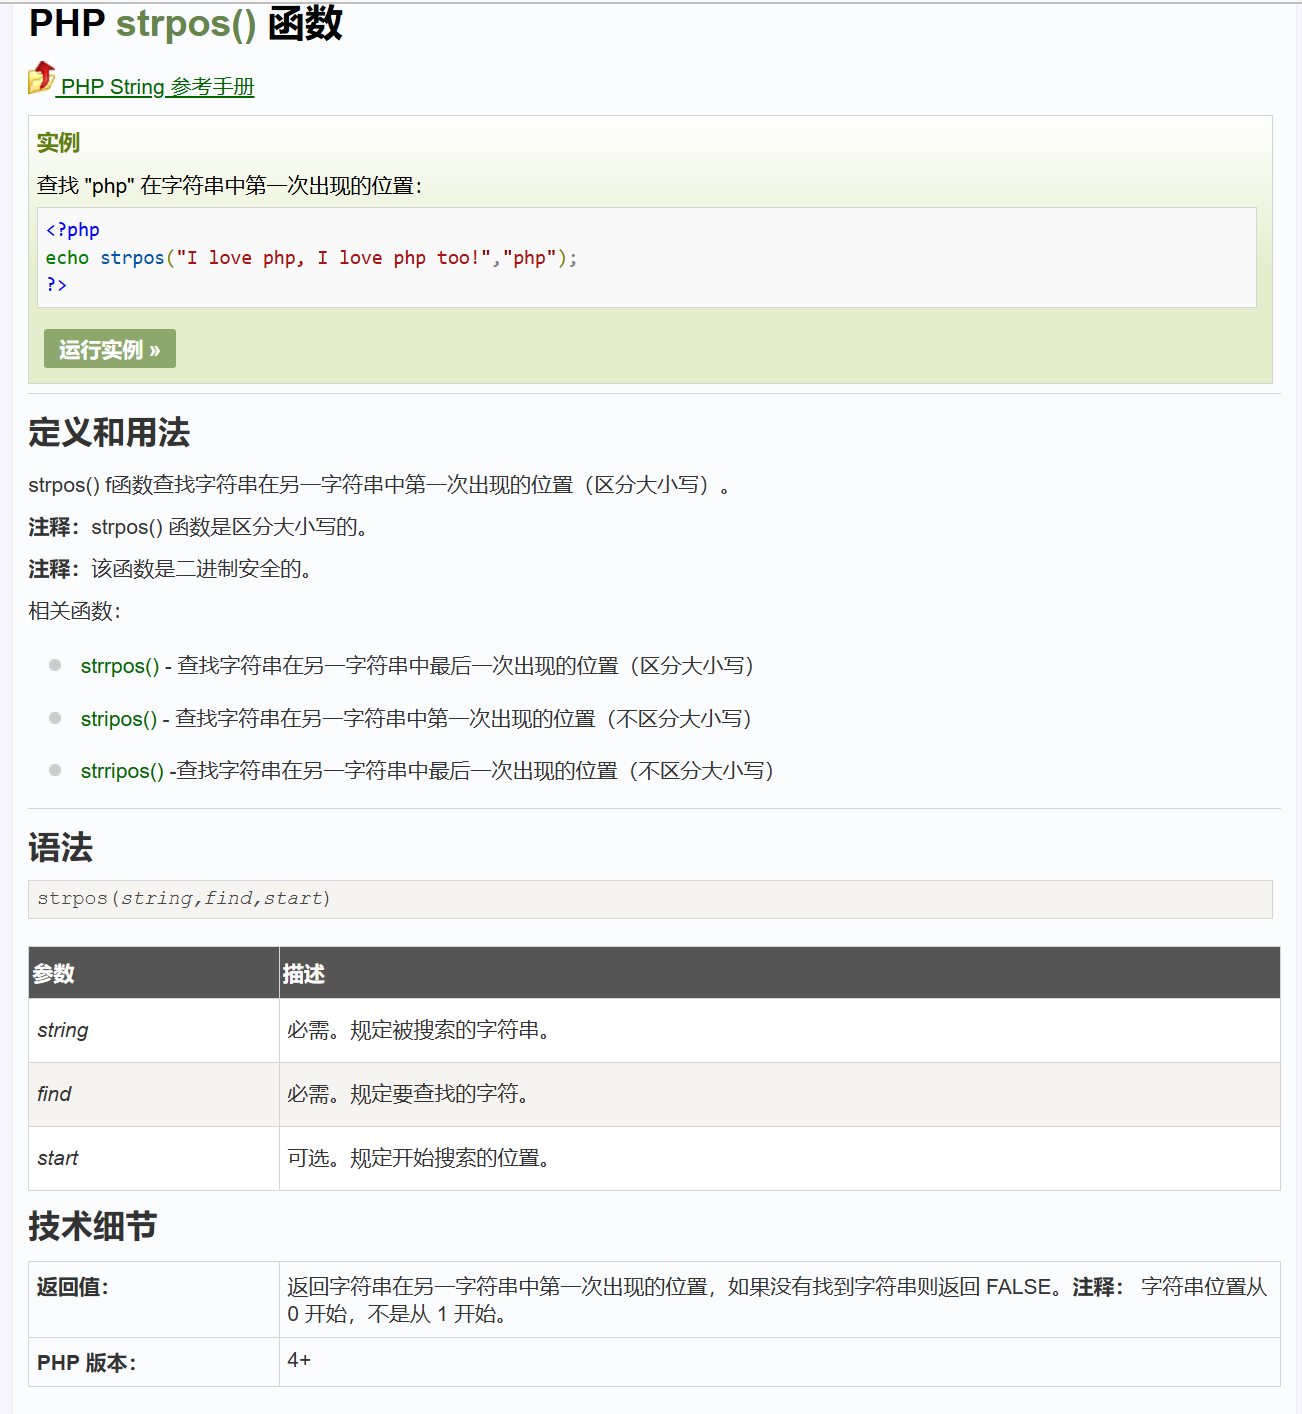 PHP strpos() 函数
PHP String 参考手册
实例
查找 "php" 在字符串中第一次出现的位置：
<?php
echo strpos("I love php, I love php too!","php");
?>
运行实例 »
定义和用法
strpos() f函数查找字符串在另一字符串中第一次出现的位置（区分大小写）。
注释：strpos() 函数是区分大小写的。
注释：该函数是二进制安全的。
相关函数：
strrpos() - 查找字符串在另一字符串中最后一次出现的位置（区分大小写）
stripos() - 查找字符串在另一字符串中第一次出现的位置（不区分大小写）
strripos() -查找字符串在另一字符串中最后一次出现的位置（不区分大小写）
语法
strpos(string,find,start)
参数 描述
string 必需。规定被搜索的字符串。
find 必需。规定要查找的字符。
start 可选。规定开始搜索的位置。
技术细节
返回值： 返回字符串在另一字符串中第一次出现的位置，如果没有找到字符串则返回 FALSE。注释： 字符串位置从
0 开始，不是从 1 开始。
PHP 版本： 4+